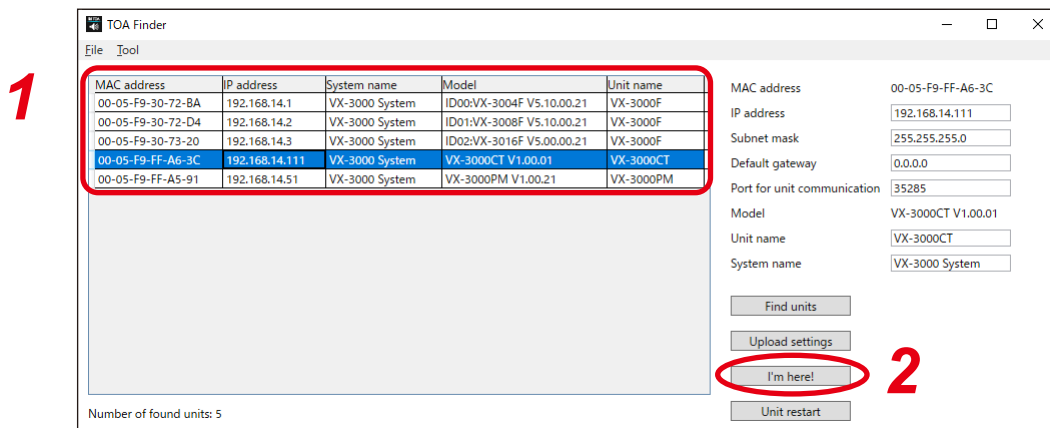 TOA Finder
File Tool
1
MAC address IP address System name Model Unit name
00-05-F9-30-72-BA 192.168.14.1 VX-3000 System ID00:VX-3004F V5.10.00.21 VX-3000F
00-05-F9-30-72-D4 192.168.14.2 VX-3000 System ID01:VX-3008F V5.10.00.21 VX-3000F
00-05-F9-30-73-20 192.168.14.3 VX-3000 System ID02:VX-3016F V5.00.00.21 VX-3000F
00-05-F9-FF-A6-3C 192.168.14.111 VX-3000 System VX-3000CT V1.00.01 VX-3000CT
00-05-F9-FF-A5-91 192.168.14.51 VX-3000 System VX-3000PM V1.00.21 VX-3000PM
MAC address 00-05-F9-FF-A6-3C
IP address 192.168.14.111
Subnet mask 255.255.255.0
Default gateway 0.0.0.0
Port for unit communication 35285
Model VX-3000CT V1.00.01
Unit name VX-3000CT
System name VX-3000 System
Find units
Upload settings
I'm here!
2
Unit restart
Number of found units: 5